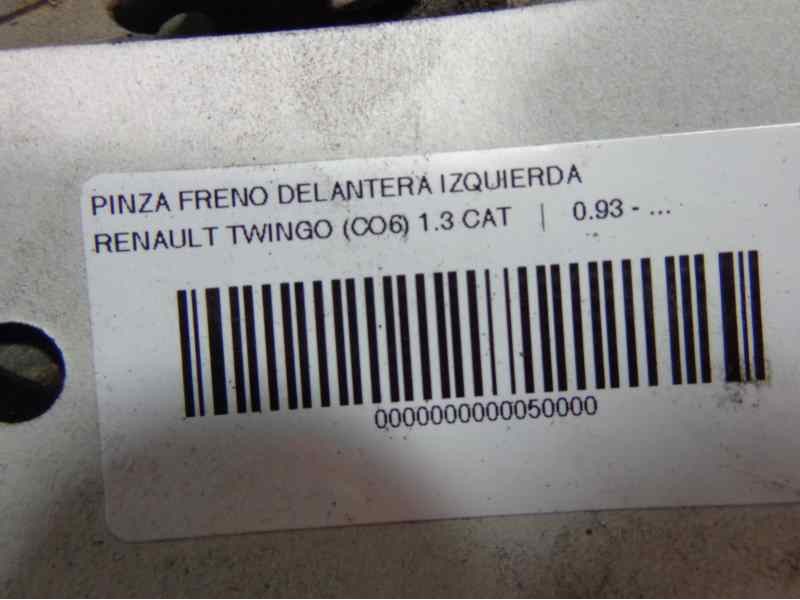 PINZA FRENO DELANTERA IZQUIERDA
RENAULT TWINGO (CO6) 1.3 CAT | 0.93 - ...
0000000000050000